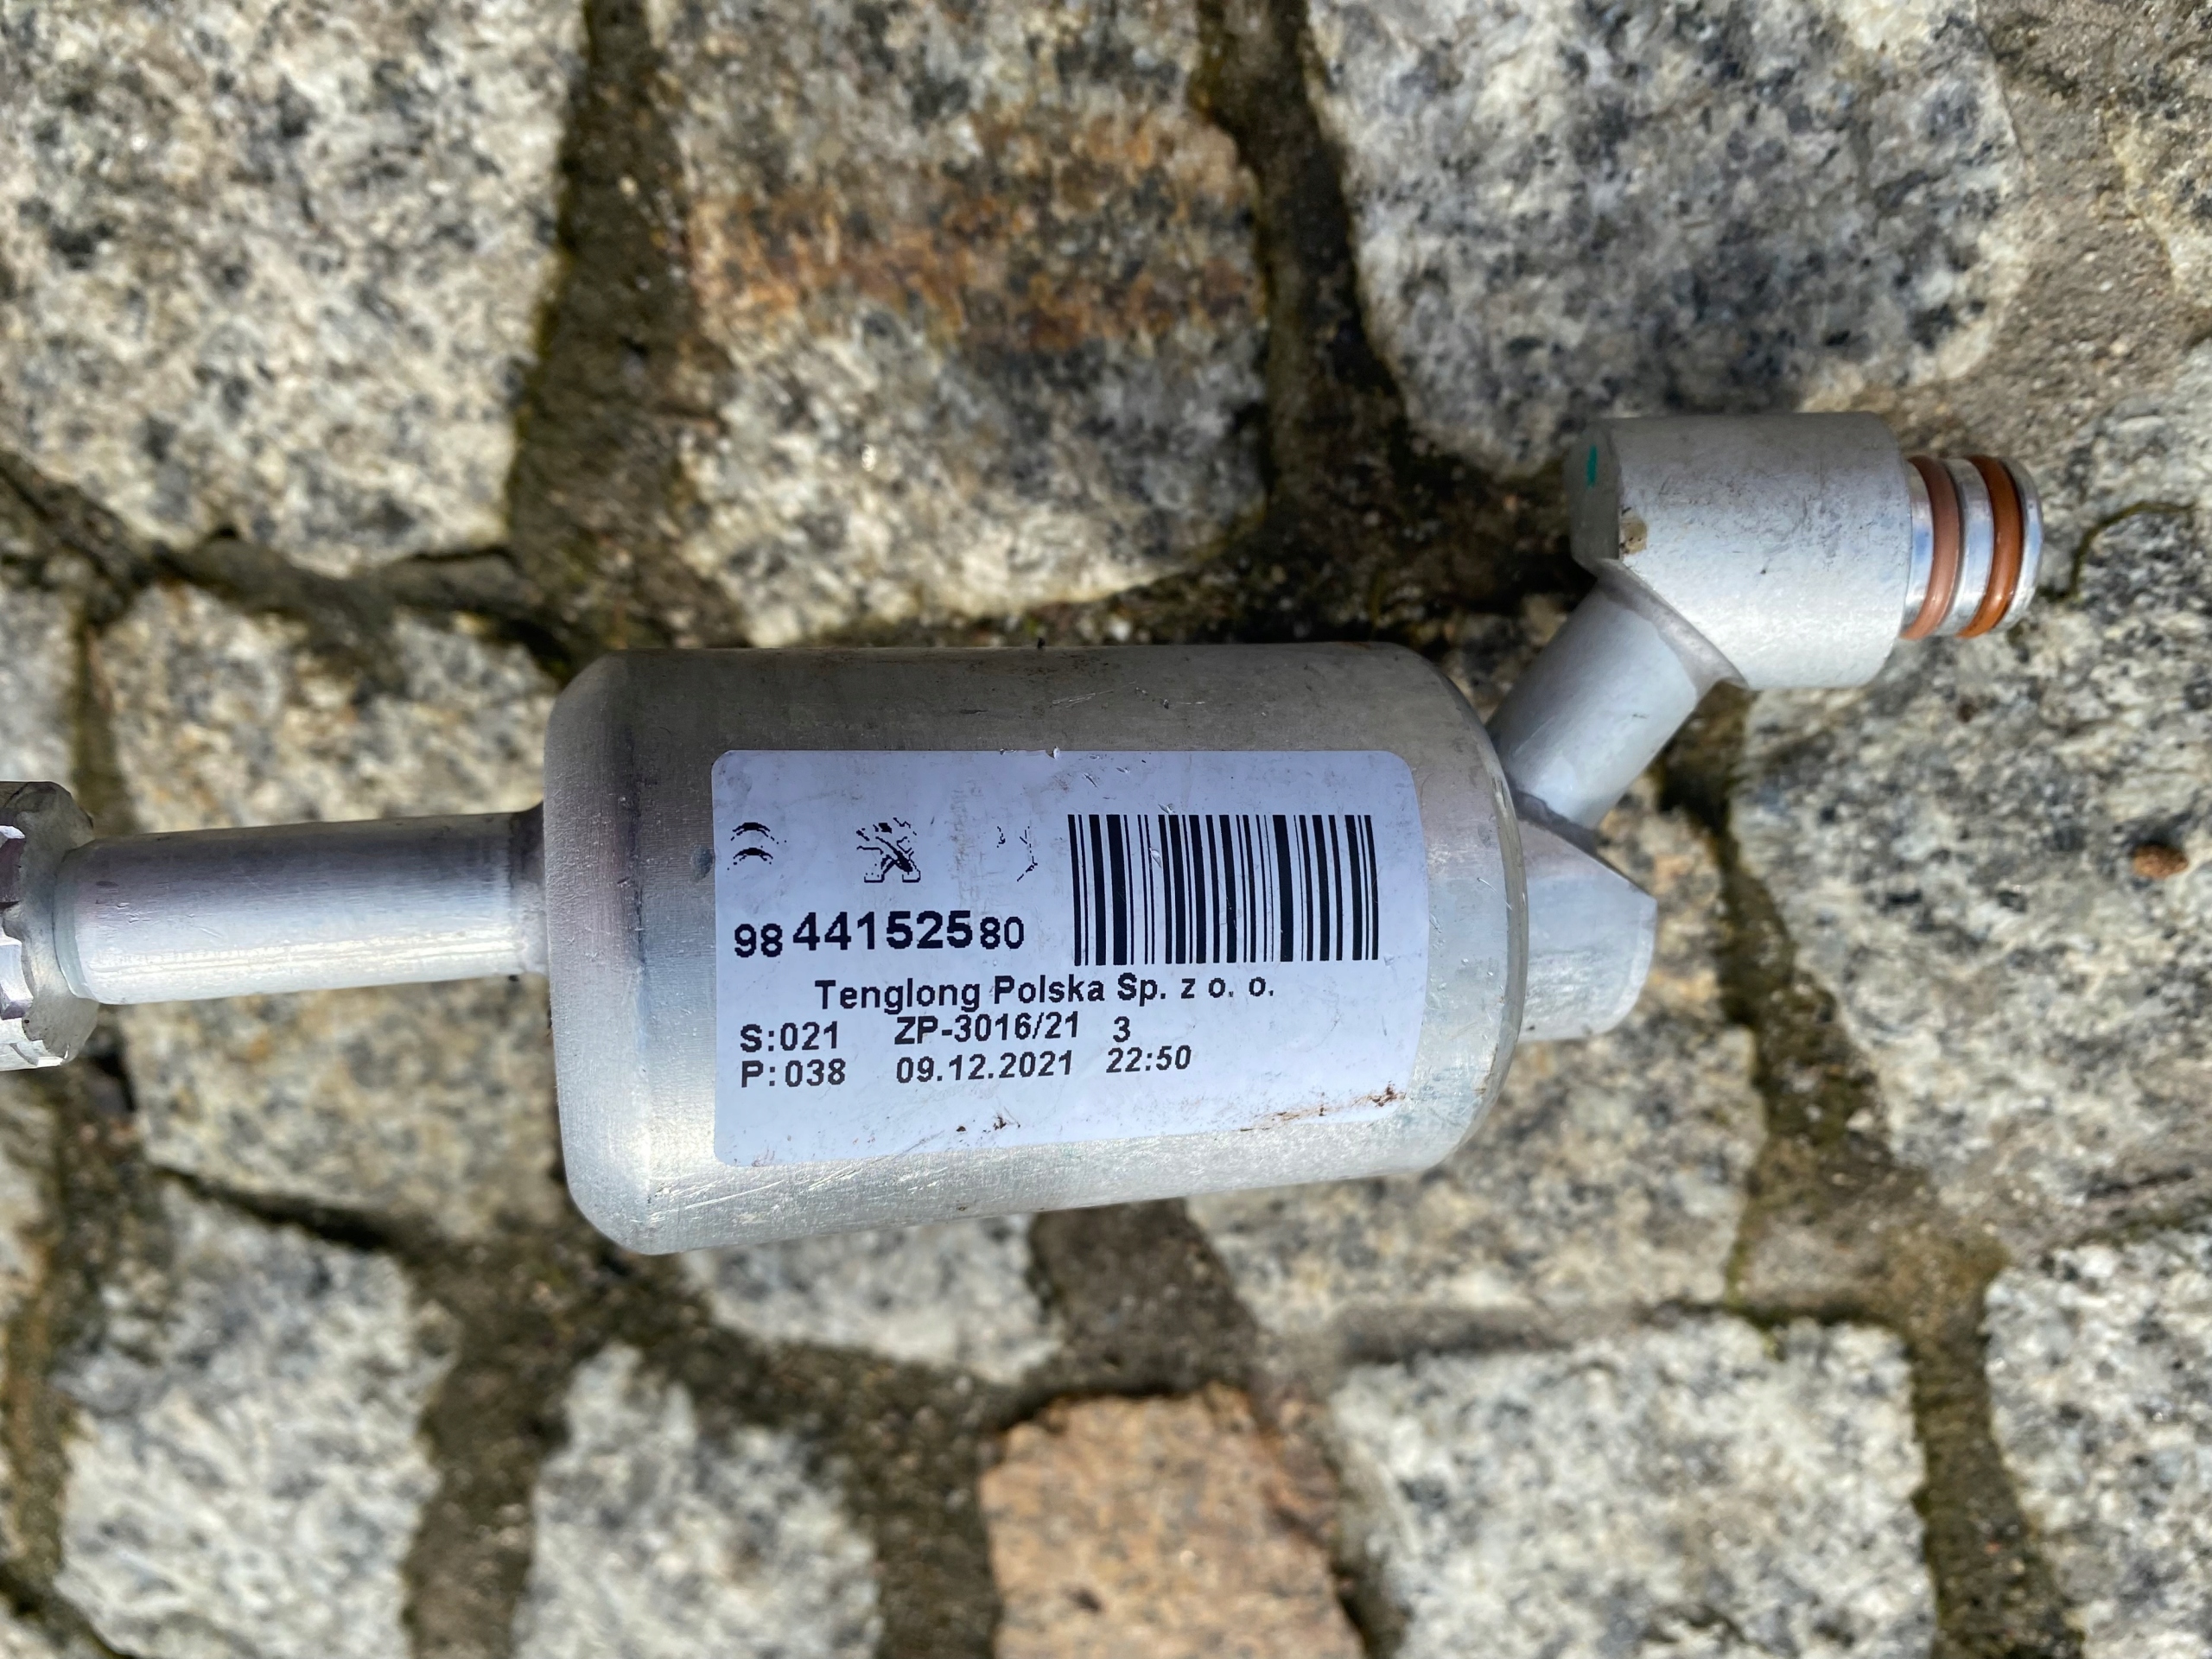 9844152580
Tenglong Polska Sp. z o. o.
S:021 ZP-3016/21 3
P:038 09.12.2021 22:50